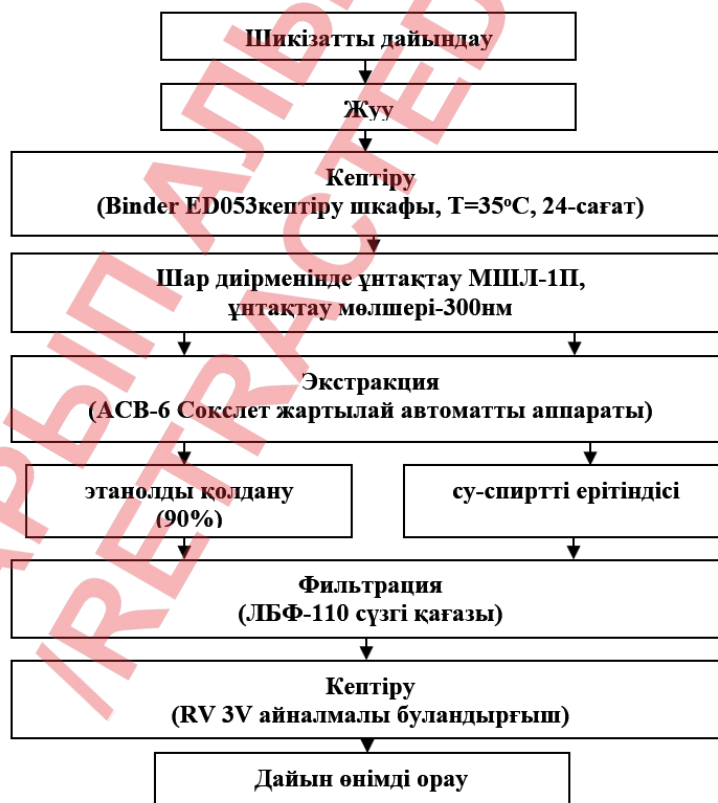 Шикізатты дайындау
Жуу
Кептіру
(Binder ED053кептіру шкафы, T=35°C, 24-сағат)
Шар диірменінде ұнтақтау МШЛ-1П,
ұнтақтау мөлшері-300нм
Экстракция
(АСВ-6 Сокслет жартылай автоматты аппараты)
этанолды қолдану
(90%)
су-спиртті ерітіндісі
Фильтрация
(ЛБФ-110 сүзгі қағазы)
Кептіру
(RV 3V айналмалы буландырғыш)
Дайын өнімді орау
/RETRACTED